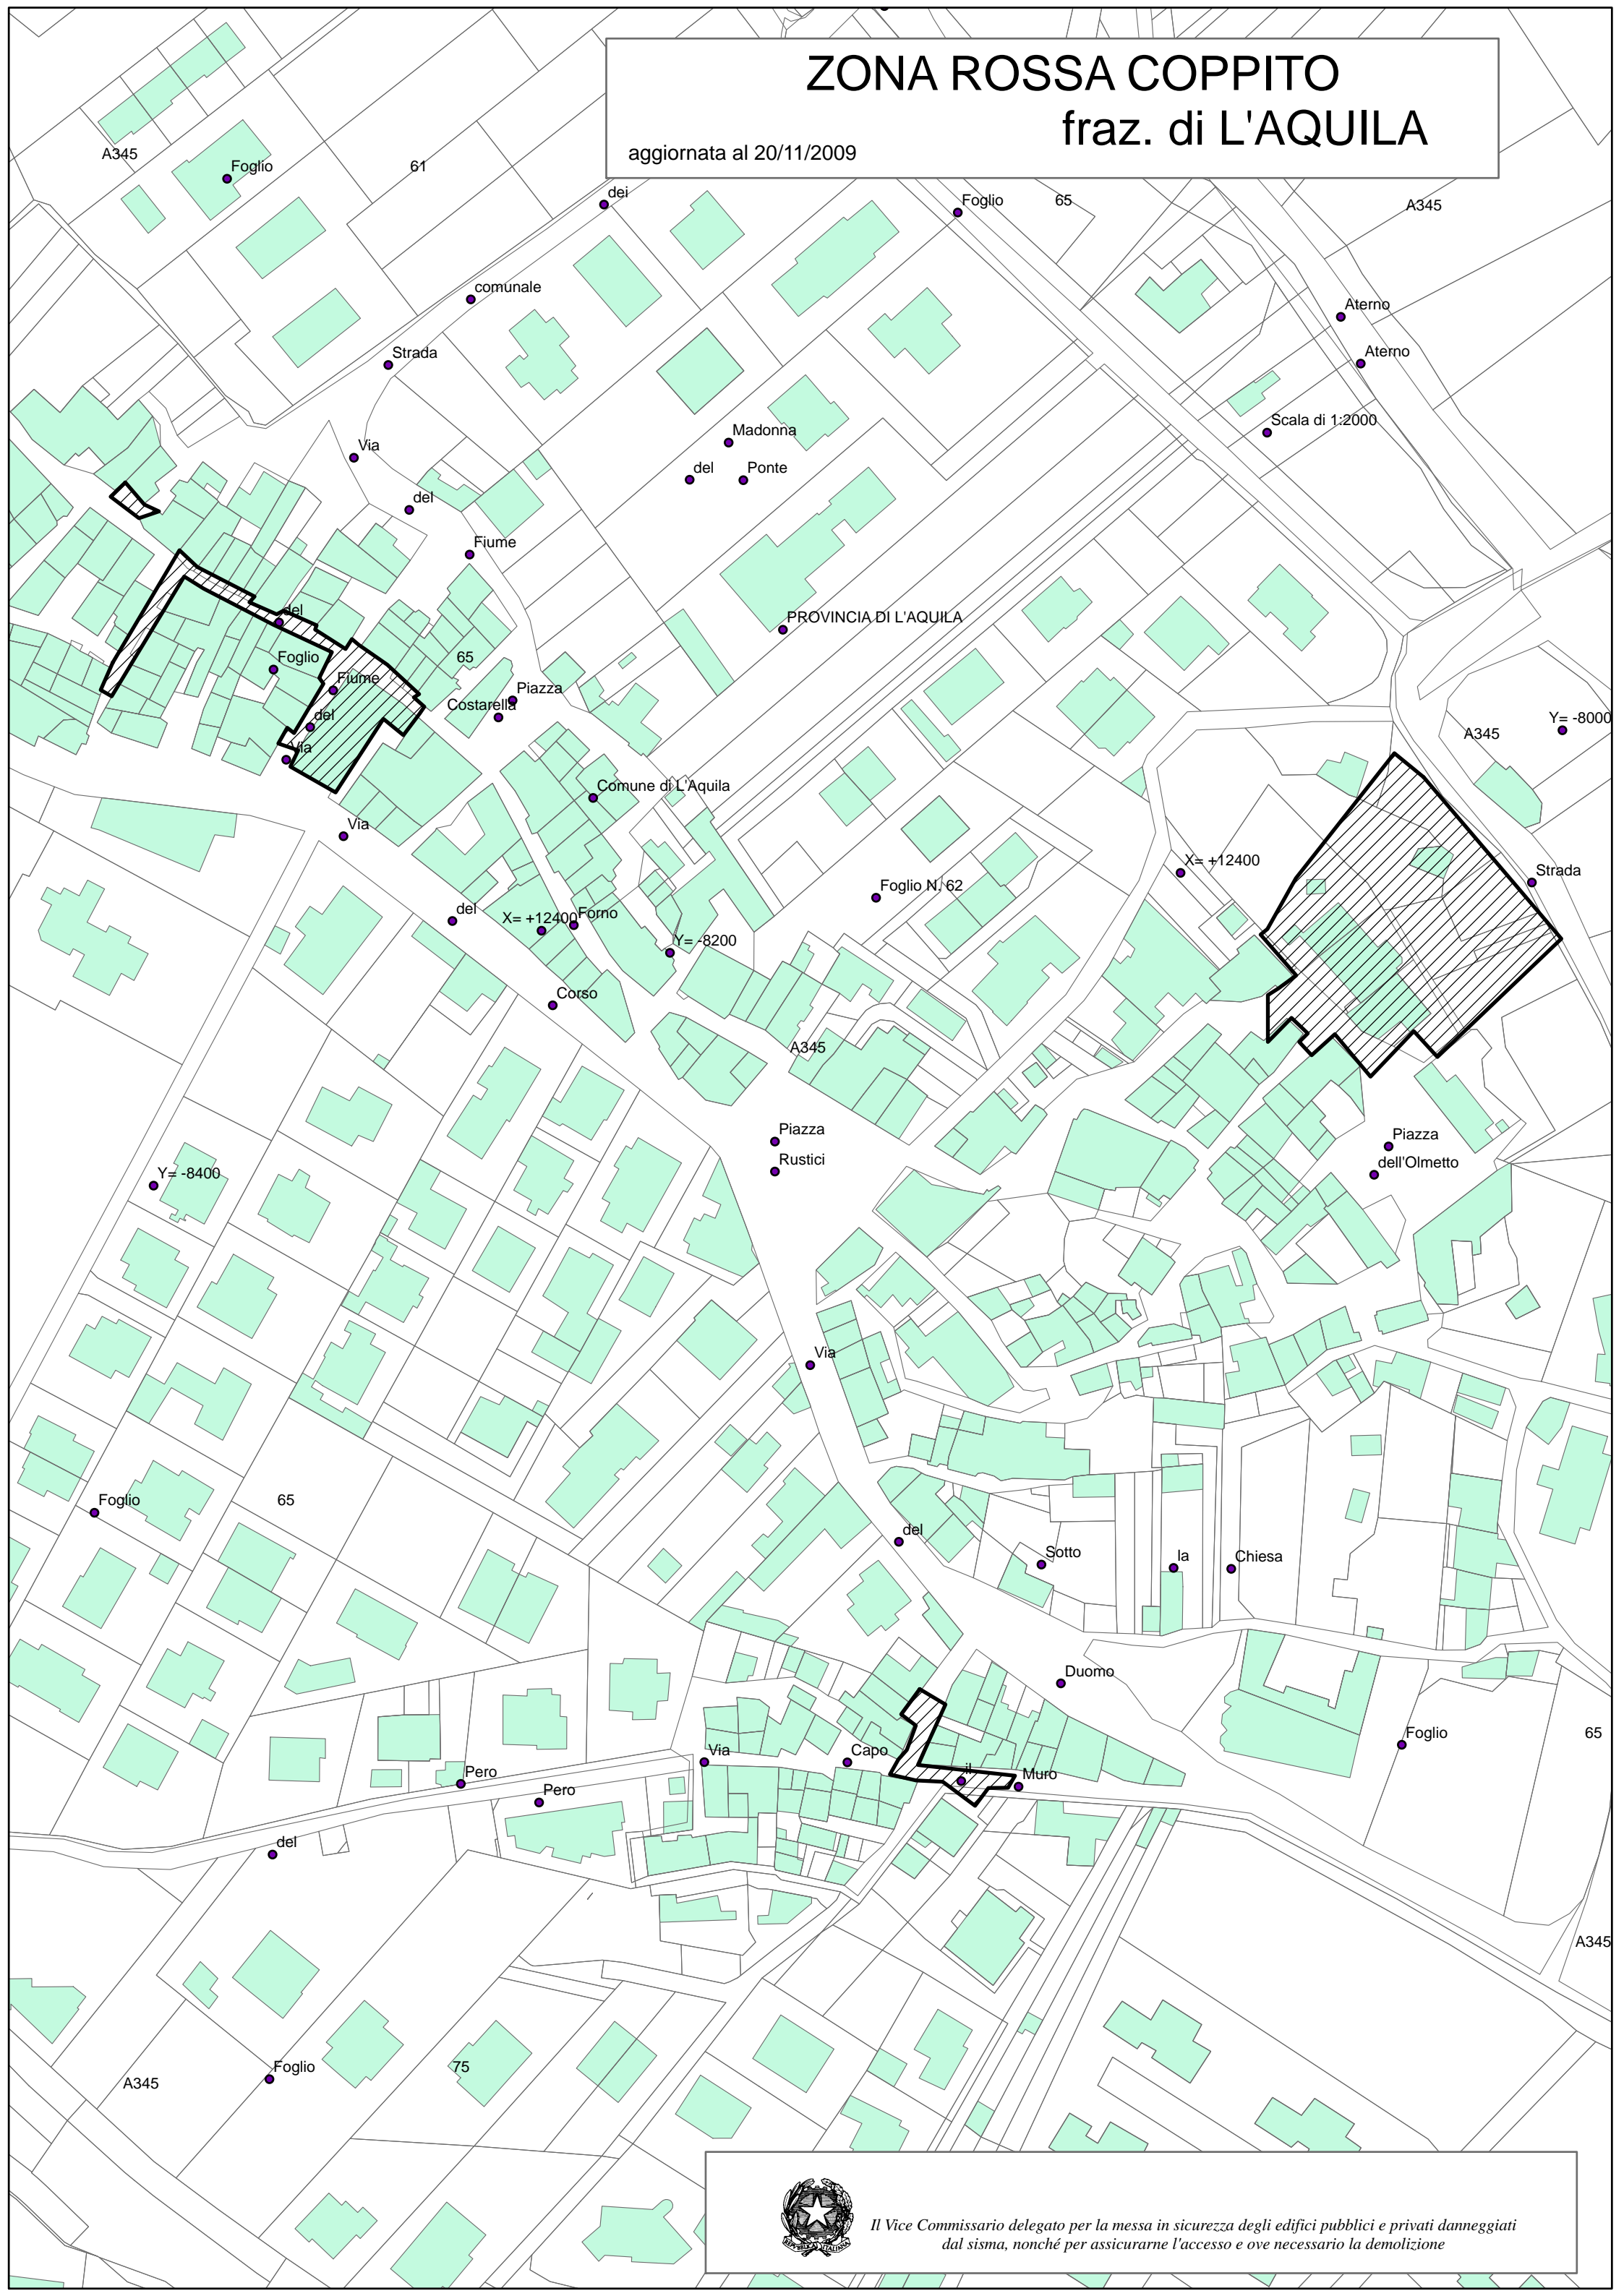 ZONA ROSSA COPPITO
fraz. di L'AQUILA
aggiornata al 20/11/2009
A345
Foglio
61
dei
Foglio
65
A345
comunale
Aterno
Strada
Aterno
Scala di 1:2000
Madonna
Via
del
Ponte
del
Fiume
del
PROVINCIA DI L'AQUILA
Foglio
65
Fiume
Piazza
Costarella
del
Y= -8000
A345
Via
Comune di L'Aquila
Via
X= +12400
Strada
Foglio N. 62
del
X= +12400
Forno
Y= -8200
Corso
A345
Piazza
Piazza
Rustici
dell'Olmetto
Y= -8400
Via
Foglio
65
del
Sotto
la
Chiesa
Duomo
Foglio
65
Via
Capo
Pero
il
Muro
Pero
del
A345
Foglio
75
A345
REPVBBLICA ITALIANA
Il Vice Commissario delegato per la messa in sicurezza degli edifici pubblici e privati danneggiati
dal sisma, nonché per assicurarne l'accesso e ove necessario la demolizione